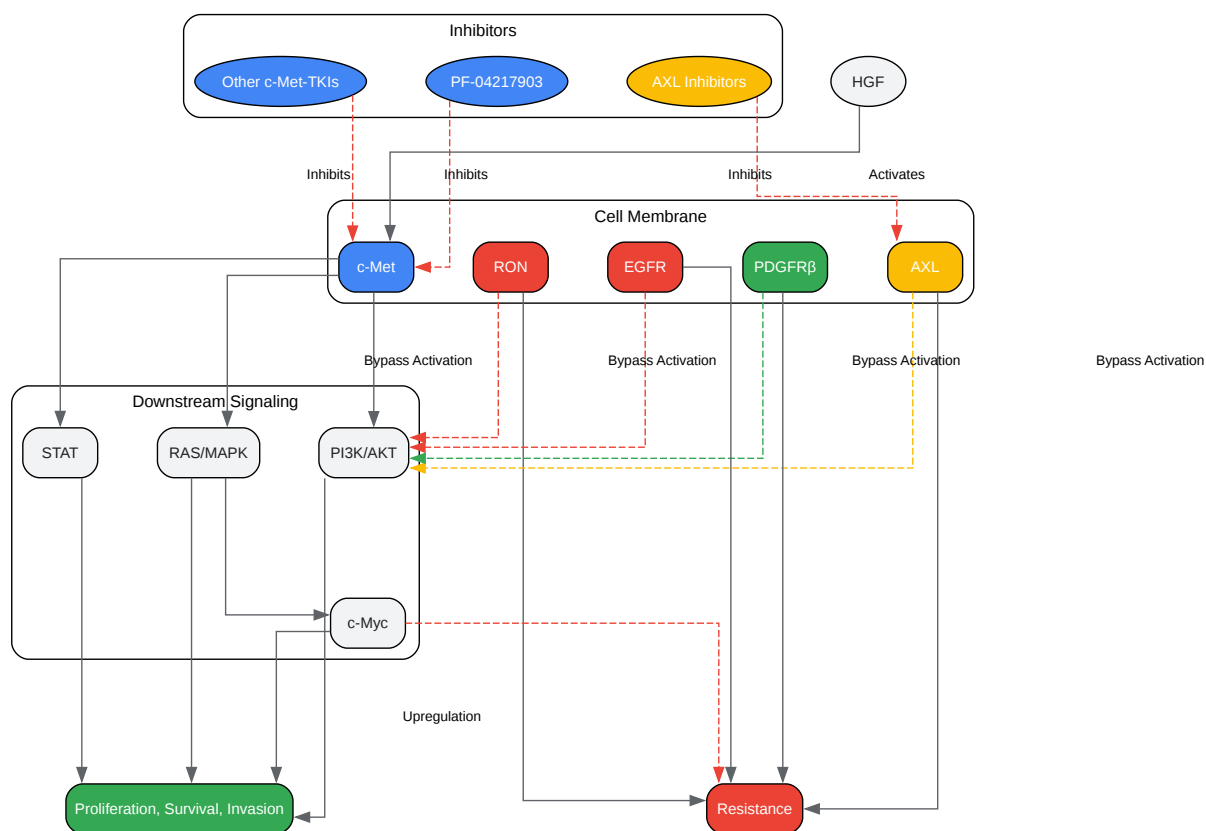 Inhibitors
Other c-Met-TKIs
PF-04217903
AXL Inhibitors
HGF
Inhibits
Inhibits
Inhibits
Activates
Cell Membrane
c-Met
RON
EGFR
PDGFRβ
AXL
Bypass Activation
Bypass Activation
Bypass Activation
Bypass Activation
Downstream Signaling
STAT
RAS/MAPK
PI3K/AKT
c-Myc
Upregulation
Proliferation, Survival, Invasion
Resistance